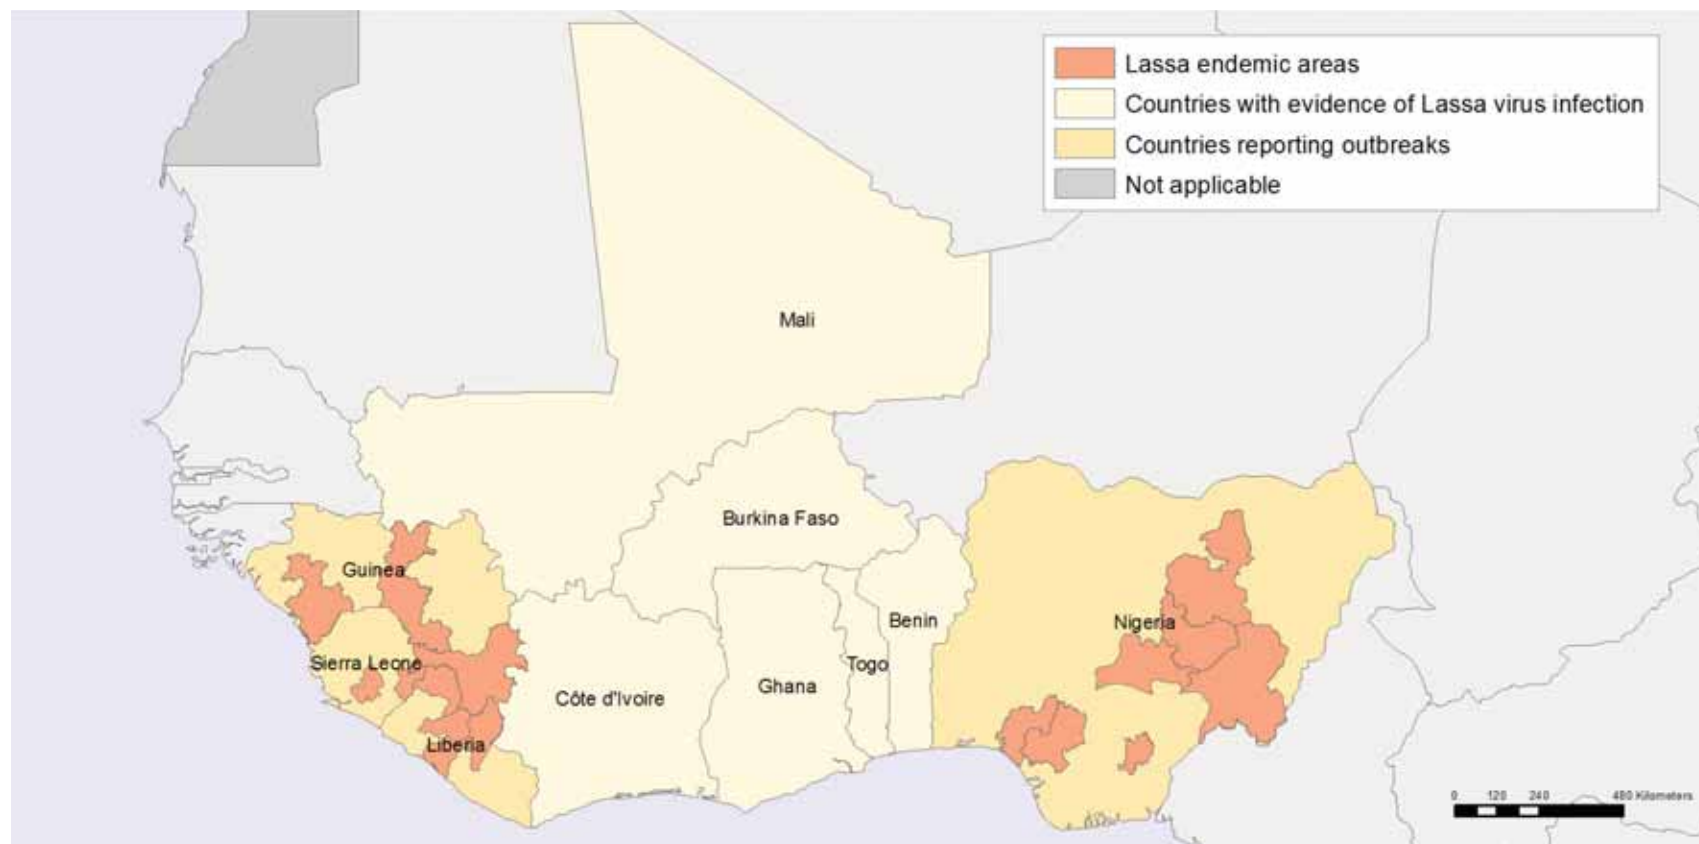 Lassa endemic areas
Countries with evidence of Lassa virus infection
Countries reporting outbreaks
Not applicable
Mali
Burkina Faso
Guinea
Benin
Nigeria
Sierra Leone
Togo
Ghana
Côte d'Ivoire
Liberia
0 120 240 480 Kilometers